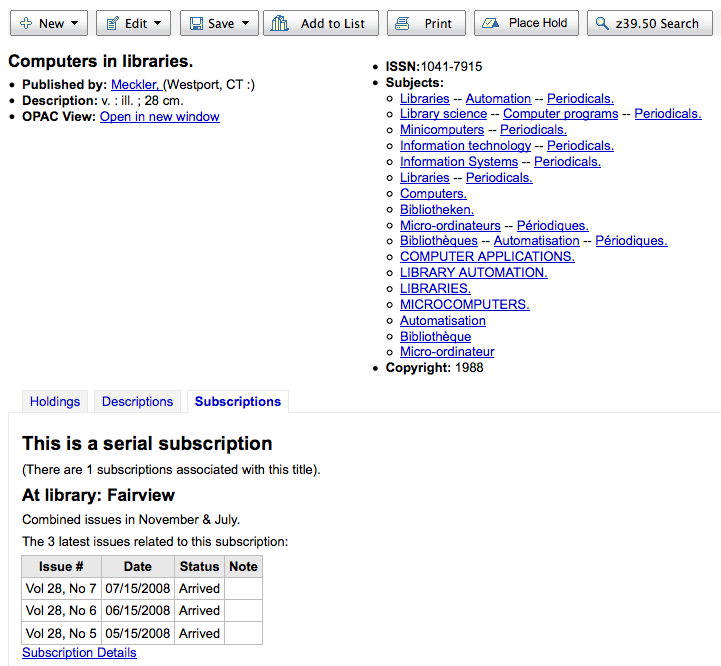 New Edit Save Add to List Print Place Hold z39.50 Search
Computers in libraries.
Published by: Meckler, (Westport, CT :)
Description: v. : ill. ; 28 cm.
OPAC View: Open in new window
ISSN:1041-7915
Subjects:
Libraries -- Automation -- Periodicals.
Library science -- Computer programs -- Periodicals.
Minicomputers -- Periodicals.
Information technology -- Periodicals.
Information Systems -- Periodicals.
Libraries -- Periodicals.
Computers.
Bibliotheken.
Micro-ordinateurs -- Périodiques.
Bibliothèques -- Automatisation -- Périodiques.
COMPUTER APPLICATIONS.
LIBRARY AUTOMATION.
LIBRARIES.
MICROCOMPUTERS.
Automatisation
Bibliothèque
Micro-ordinateur
Copyright: 1988
Holdings Descriptions Subscriptions
This is a serial subscription
(There are 1 subscriptions associated with this title).
At library: Fairview
Combined issues in November & July.
The 3 latest issues related to this subscription:
Issue # Date Status Note
Vol 28, No 7 07/15/2008 Arrived
Vol 28, No 6 06/15/2008 Arrived
Vol 28, No 5 05/15/2008 Arrived
Subscription Details